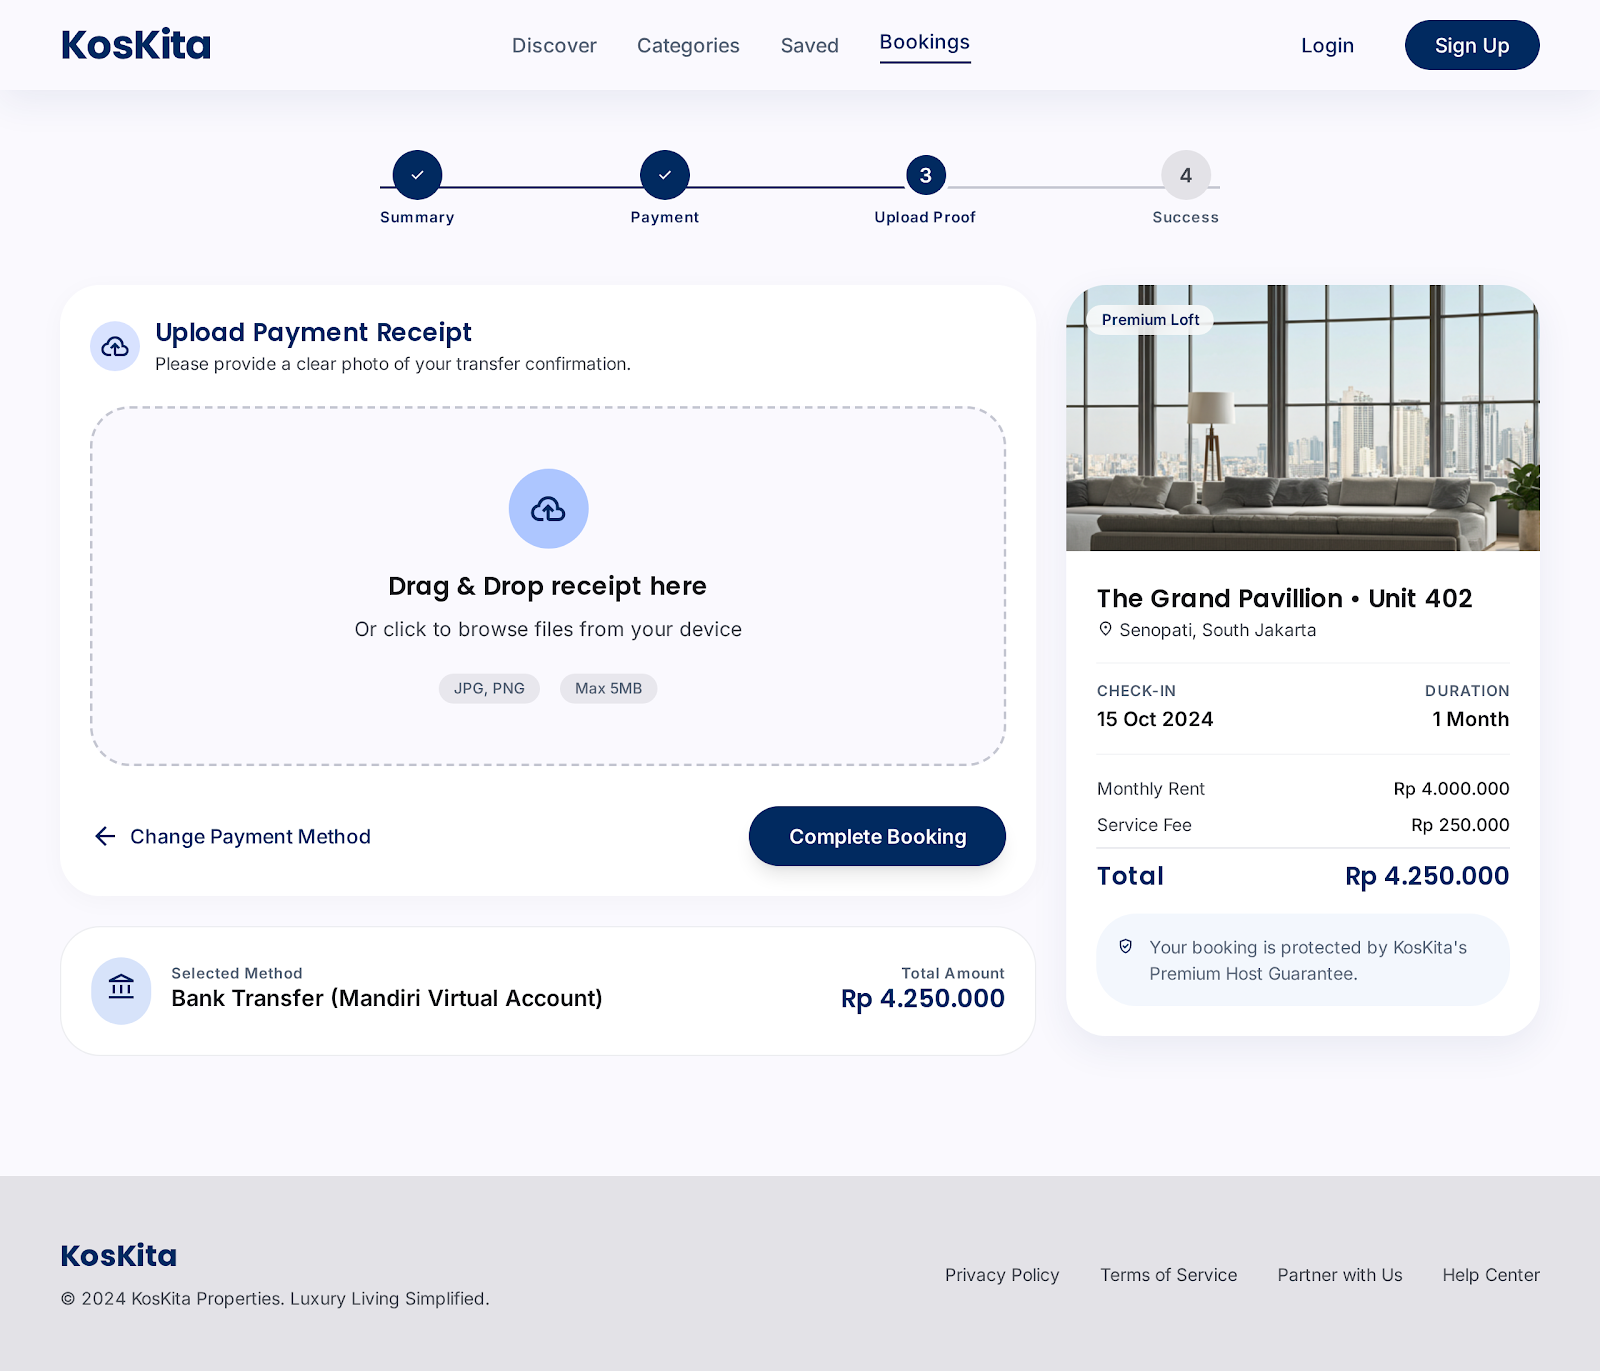 KosKita
Discover
Categories
Saved
Bookings
Login
Sign Up
Summary
Payment
3
Upload Proof
4
Success
Upload Payment Receipt
Please provide a clear photo of your transfer confirmation.
Drag & Drop receipt here
Or click to browse files from your device
JPG, PNG
Max 5MB
Change Payment Method
Complete Booking
Selected Method
Bank Transfer (Mandiri Virtual Account)
Total Amount
Rp 4.250.000
Premium Loft
The Grand Pavillion • Unit 402
Senopati, South Jakarta
CHECK-IN
15 Oct 2024
DURATION
1 Month
Monthly Rent
Rp 4.000.000
Service Fee
Rp 250.000
Total
Rp 4.250.000
Your booking is protected by KosKita's
Premium Host Guarantee.
KosKita
© 2024 KosKita Properties. Luxury Living Simplified.
Privacy Policy
Terms of Service
Partner with Us
Help Center